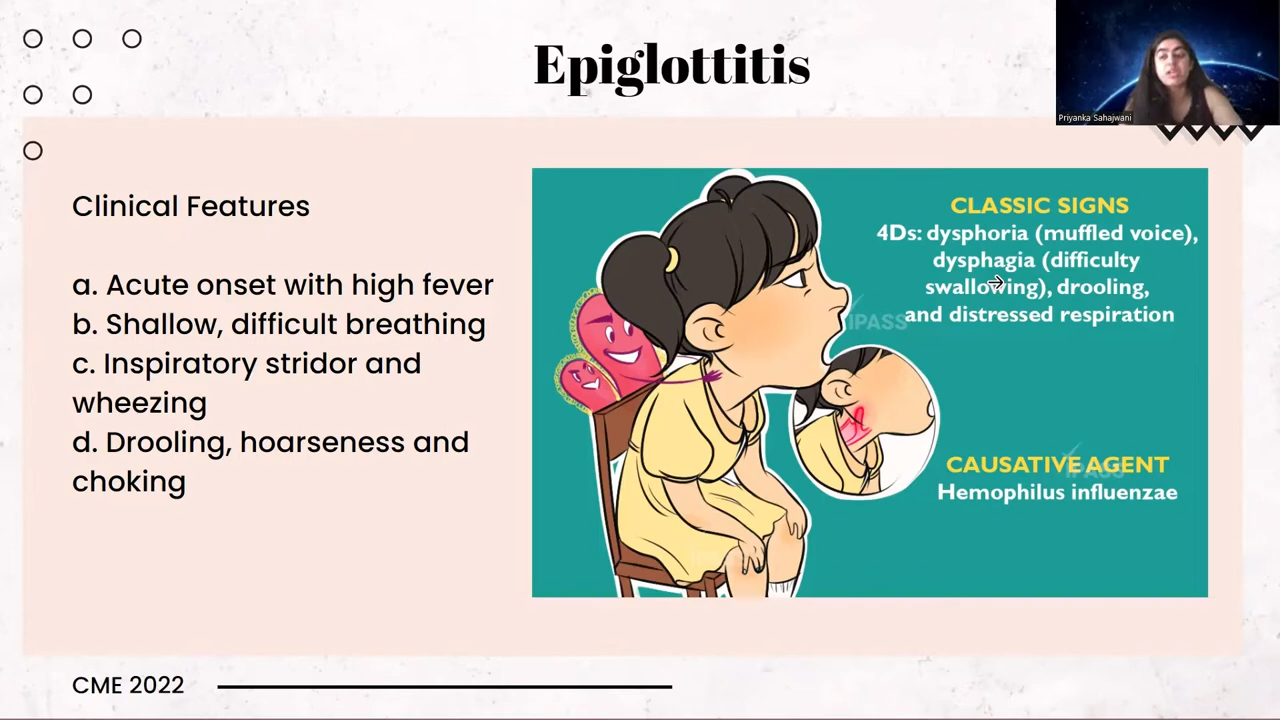 Epiglottitis
Priyanka Sahajwani
Clinical Features
a. Acute onset with high fever
b. Shallow, difficult breathing
c. Inspiratory stridor and
wheezing
d. Drooling, hoarseness and
choking
CLASSIC SIGNS
4Ds: dysphoria (muffled voice),
dysphagia (difficulty
swallowing), drooling,
and distressed respiration
iPASS
CAUSATIVE AGENT
iPASS
Hemophilus influenzae
CME 2022